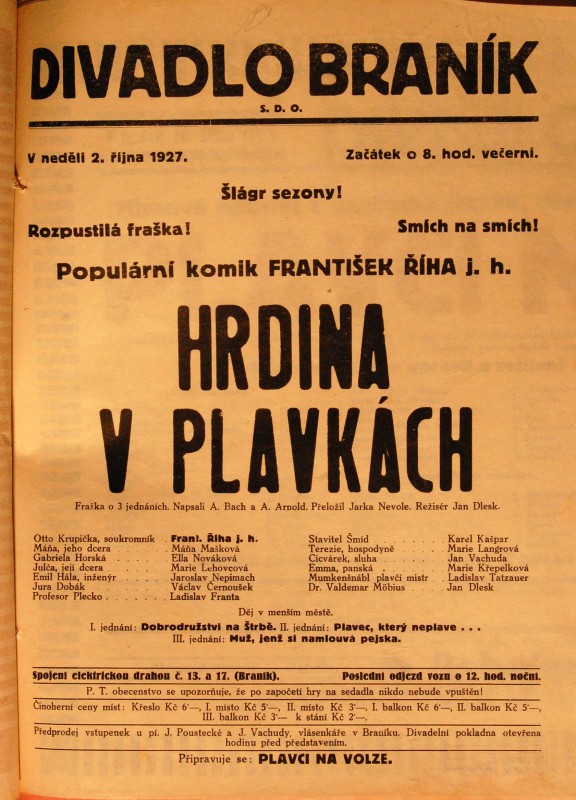 DIVADLO BRANÍK
S. D. O.
V neděli 2. října 1927. Začátek o 8. hod. večerní.
Šlágr sezony!
Rozpustilá fraška! Smích na smích!
Populární komik FRANTIŠEK ŘÍHA j. h.
HRDINA
V PLAVKÁCH
Fraška o 3 jednáních. Napsali A. Bach a A. Arnold. Přeložil Jarka Nevole. Režisér Jan Dlesk.
Otto Krupička, soukromník . Frant. Říha j. h.
Máňa, jeho dcera . . . . Máňa Mašková
Gabriela Horská . . . . Ella Nováková
Julča, její dcera . . . . Marie Lehovcová
Emil Hála, inženýr . . . . Jaroslav Nepimach
Jura Dobák . . . . Václav Černoušek
Profesor Plecko . . . . Ladislav Franta
Stavitel Šmíd . . . . Karel Kašpar
Terezie, hospodyně . . . . Marie Langrová
Cicvárek, sluha . . . . Jan Vachuda
Emma, panská . . . . Marie Křepelková
Mumkenšnábl plavčí mistr . Ladislav Tatzauer
Dr. Valdemar Möbius . . . Jan Dlesk
Děj v menším městě.
I. jednání: Dobrodružství na Štrbě. II. jednání: Plavec, který neplave . . .
III. jednání: Muž, jenž si namlouvá pejska.
Spojení elektrickou drahou č. 13. a 17. (Braník). Poslední odjezd vozu o 12. hod. noční.
P. T. obecenstvo se upozorňuje, že po započetí hry na sedadla nikdo nebude vpuštěn!
Činoherní ceny míst: Křeslo Kč 6·—, I. místo Kč 5·—, II. místo Kč 3·—. I. balkon Kč 6·—, II. balkon Kč 5·—,
III. balkon Kč 3·— k stání Kč 2·—.
Předprodej vstupenek u pí. J. Poustecké a J. Vachudy, vlásenkáře v Braníku. Divadelní pokladna otevřena
hodinu před představením.
Připravuje se: PLAVCI NA VOLZE.